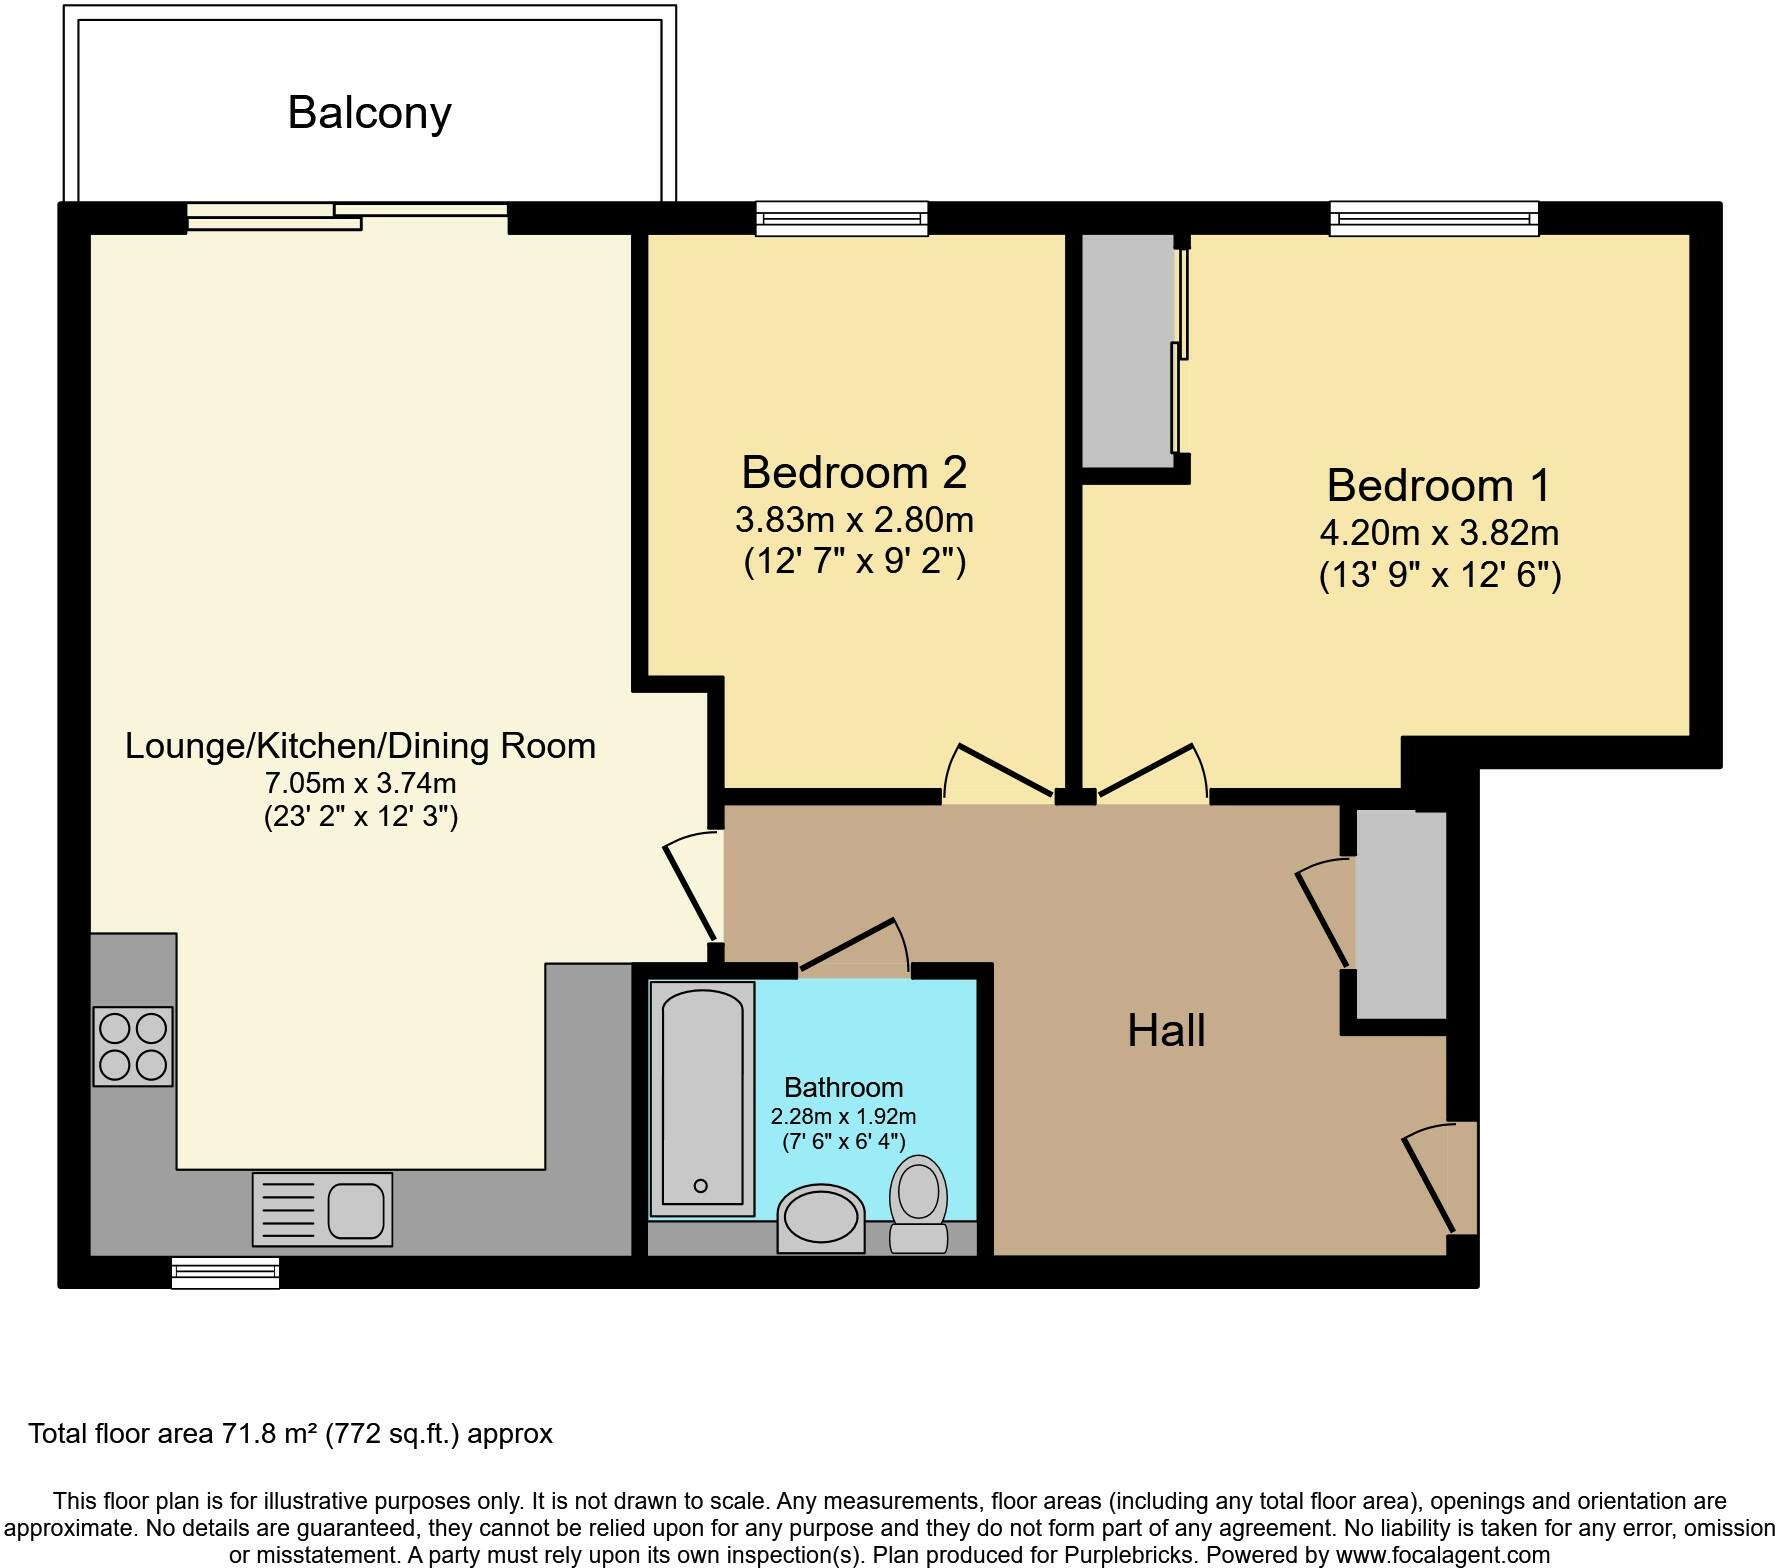 Balcony
Bedroom 2
3.83m x 2.80m
(12' 7" x 9' 2")
Bedroom 1
4.20m x 3.82m
(13' 9" x 12' 6")
Lounge/Kitchen/Dining Room
7.05m x 3.74m
(23' 2" x 12' 3")
Hall
Bathroom
2.28m x 1.92m
(7' 6" x 6' 4")
Total floor area 71.8 m² (772 sq.ft.) approx
This floor plan is for illustrative purposes only. It is not drawn to scale. Any measurements, floor areas (including any total floor area), openings and orientation are
approximate. No details are guaranteed, they cannot be relied upon for any purpose and they do not form part of any agreement. No liability is taken for any error, omission
or misstatement. A party must rely upon its own inspection(s). Plan produced for Purplebricks. Powered by www.focalagent.com